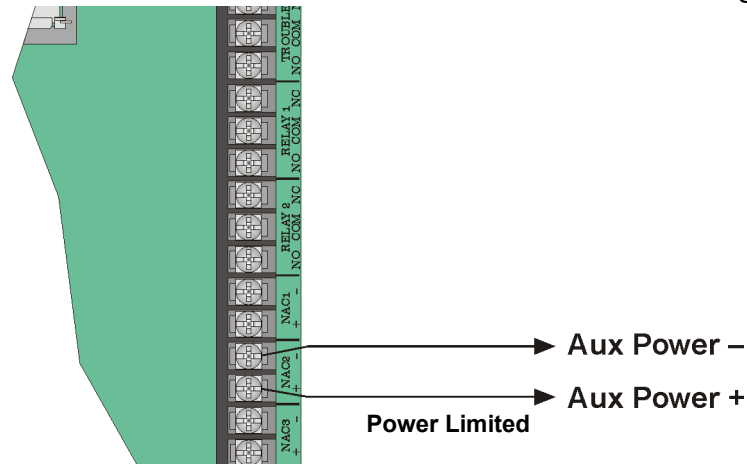 TROUBLE
NO COM N
RELAY 1
NO COM NC
RELAY 2
NO COM NC
NAC1
+ -
NAC2
+ -
Aux Power –
Aux Power +
Power Limited
NAC3
+ -